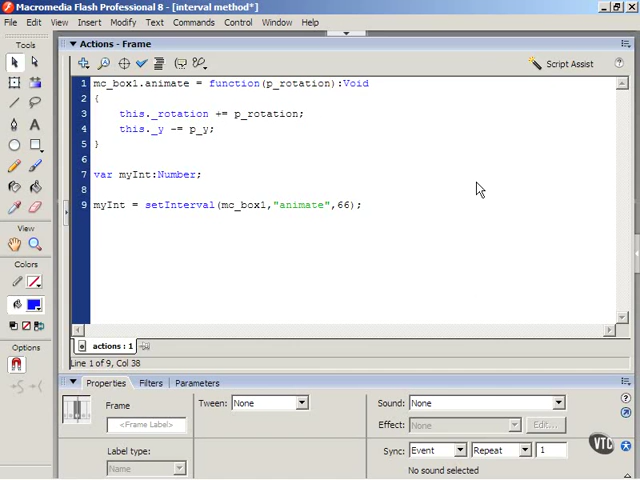 Macromedia Flash Professional 8 - [interval method*]
File Edit View Insert Modify Text Commands Control Window Help
Tools
Actions - Frame
Script Assist
1 mc_box1.animate = function(p_rotation):Void
2 {
3 this._rotation += p_rotation;
4 this._y -= p_y;
5 }
6
7 var myInt:Number;
8
9 myInt = setInterval(mc_box1,"animate",66);
View
Colors
Options
actions : 1
Line 1 of 9, Col 38
Properties Filters Parameters
Frame
<Frame Label>
Label type:
Name
Tween: None
Sound: None
Effect: None Edit...
Sync: Event Repeat 1
No sound selected
VTC